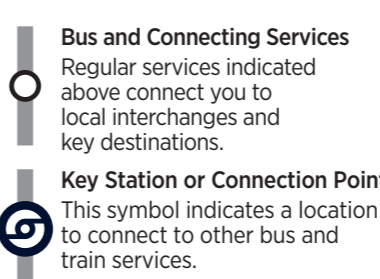 Bus and Connecting Services
Regular services indicated
above connect you to
local interchanges and
key destinations.
Key Station or Connection Point
This symbol indicates a location
to connect to other bus and
train services.